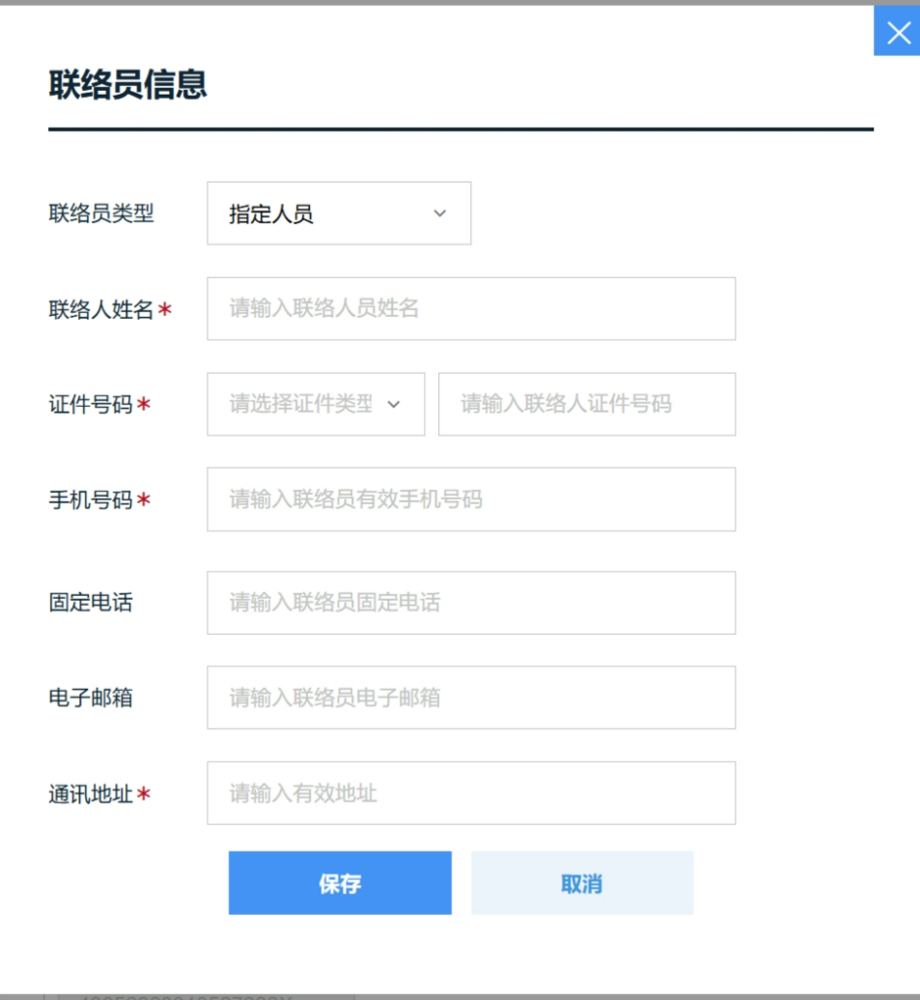 联络员信息
联络员类型 指定人员
联络人姓名* 请输入联络人员姓名
证件号码* 请选择证件类型 请输入联络人证件号码
手机号码* 请输入联络员有效手机号码
固定电话 请输入联络员固定电话
电子邮箱 请输入联络员电子邮箱
通讯地址* 请输入有效地址
保存 取消